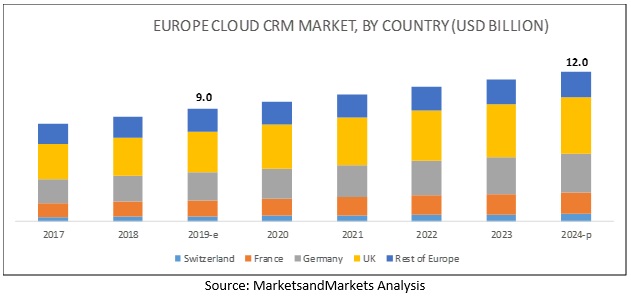 EUROPE CLOUD CRM MARKET, BY COUNTRY (USD BILLION)
12.0
9.0
2017 2018 2019-e 2020 2021 2022 2023 2024-p
Switzerland France Germany UK Rest of Europe
Source: MarketsandMarkets Analysis